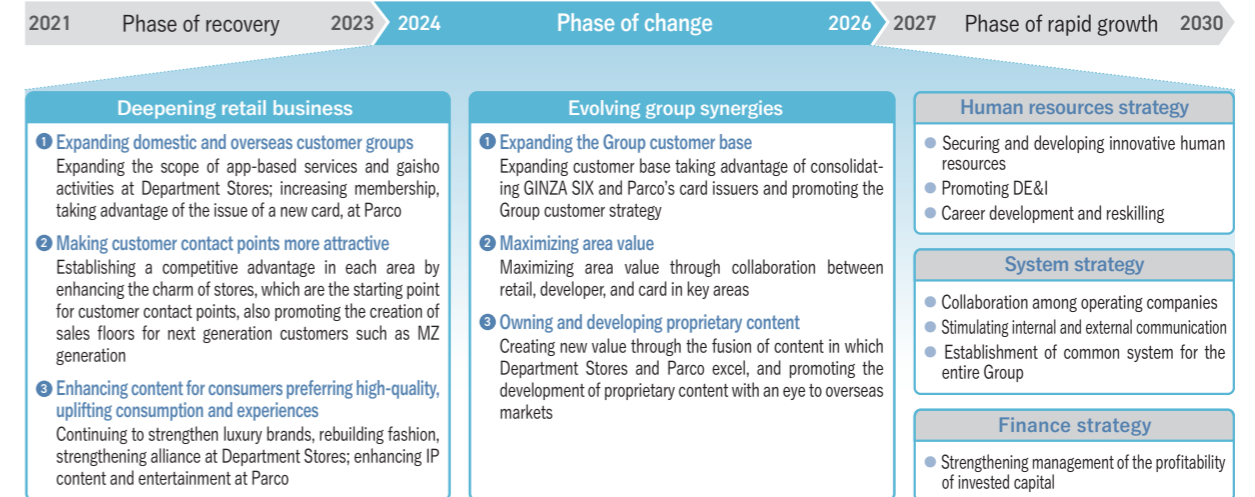 2021 Phase of recovery 2023 2024 Phase of change 2026 2027 Phase of rapid growth 2030
Deepening retail business
1 Expanding domestic and overseas customer groups
Expanding the scope of app-based services and gaisho
activities at Department Stores; increasing membership,
taking advantage of the issue of a new card, at Parco
2 Making customer contact points more attractive
Establishing a competitive advantage in each area by
enhancing the charm of stores, which are the starting point
for customer contact points, also promoting the creation of
sales floors for next generation customers such as MZ
generation
3 Enhancing content for consumers preferring high-quality,
uplifting consumption and experiences
Continuing to strengthen luxury brands, rebuilding fashion,
strengthening alliance at Department Stores; enhancing IP
content and entertainment at Parco
Evolving group synergies
1 Expanding the Group customer base
Expanding customer base taking advantage of consolidat-
ing GINZA SIX and Parco's card issuers and promoting the
Group customer strategy
2 Maximizing area value
Maximizing area value through collaboration between
retail, developer, and card in key areas
3 Owning and developing proprietary content
Creating new value through the fusion of content in which
Department Stores and Parco excel, and promoting the
development of proprietary content with an eye to overseas
markets
Human resources strategy
● Securing and developing innovative human
resources
● Promoting DE&I
● Career development and reskilling
System strategy
● Collaboration among operating companies
● Stimulating internal and external communication
● Establishment of common system for the
entire Group
Finance strategy
● Strengthening management of the profitability
of invested capital